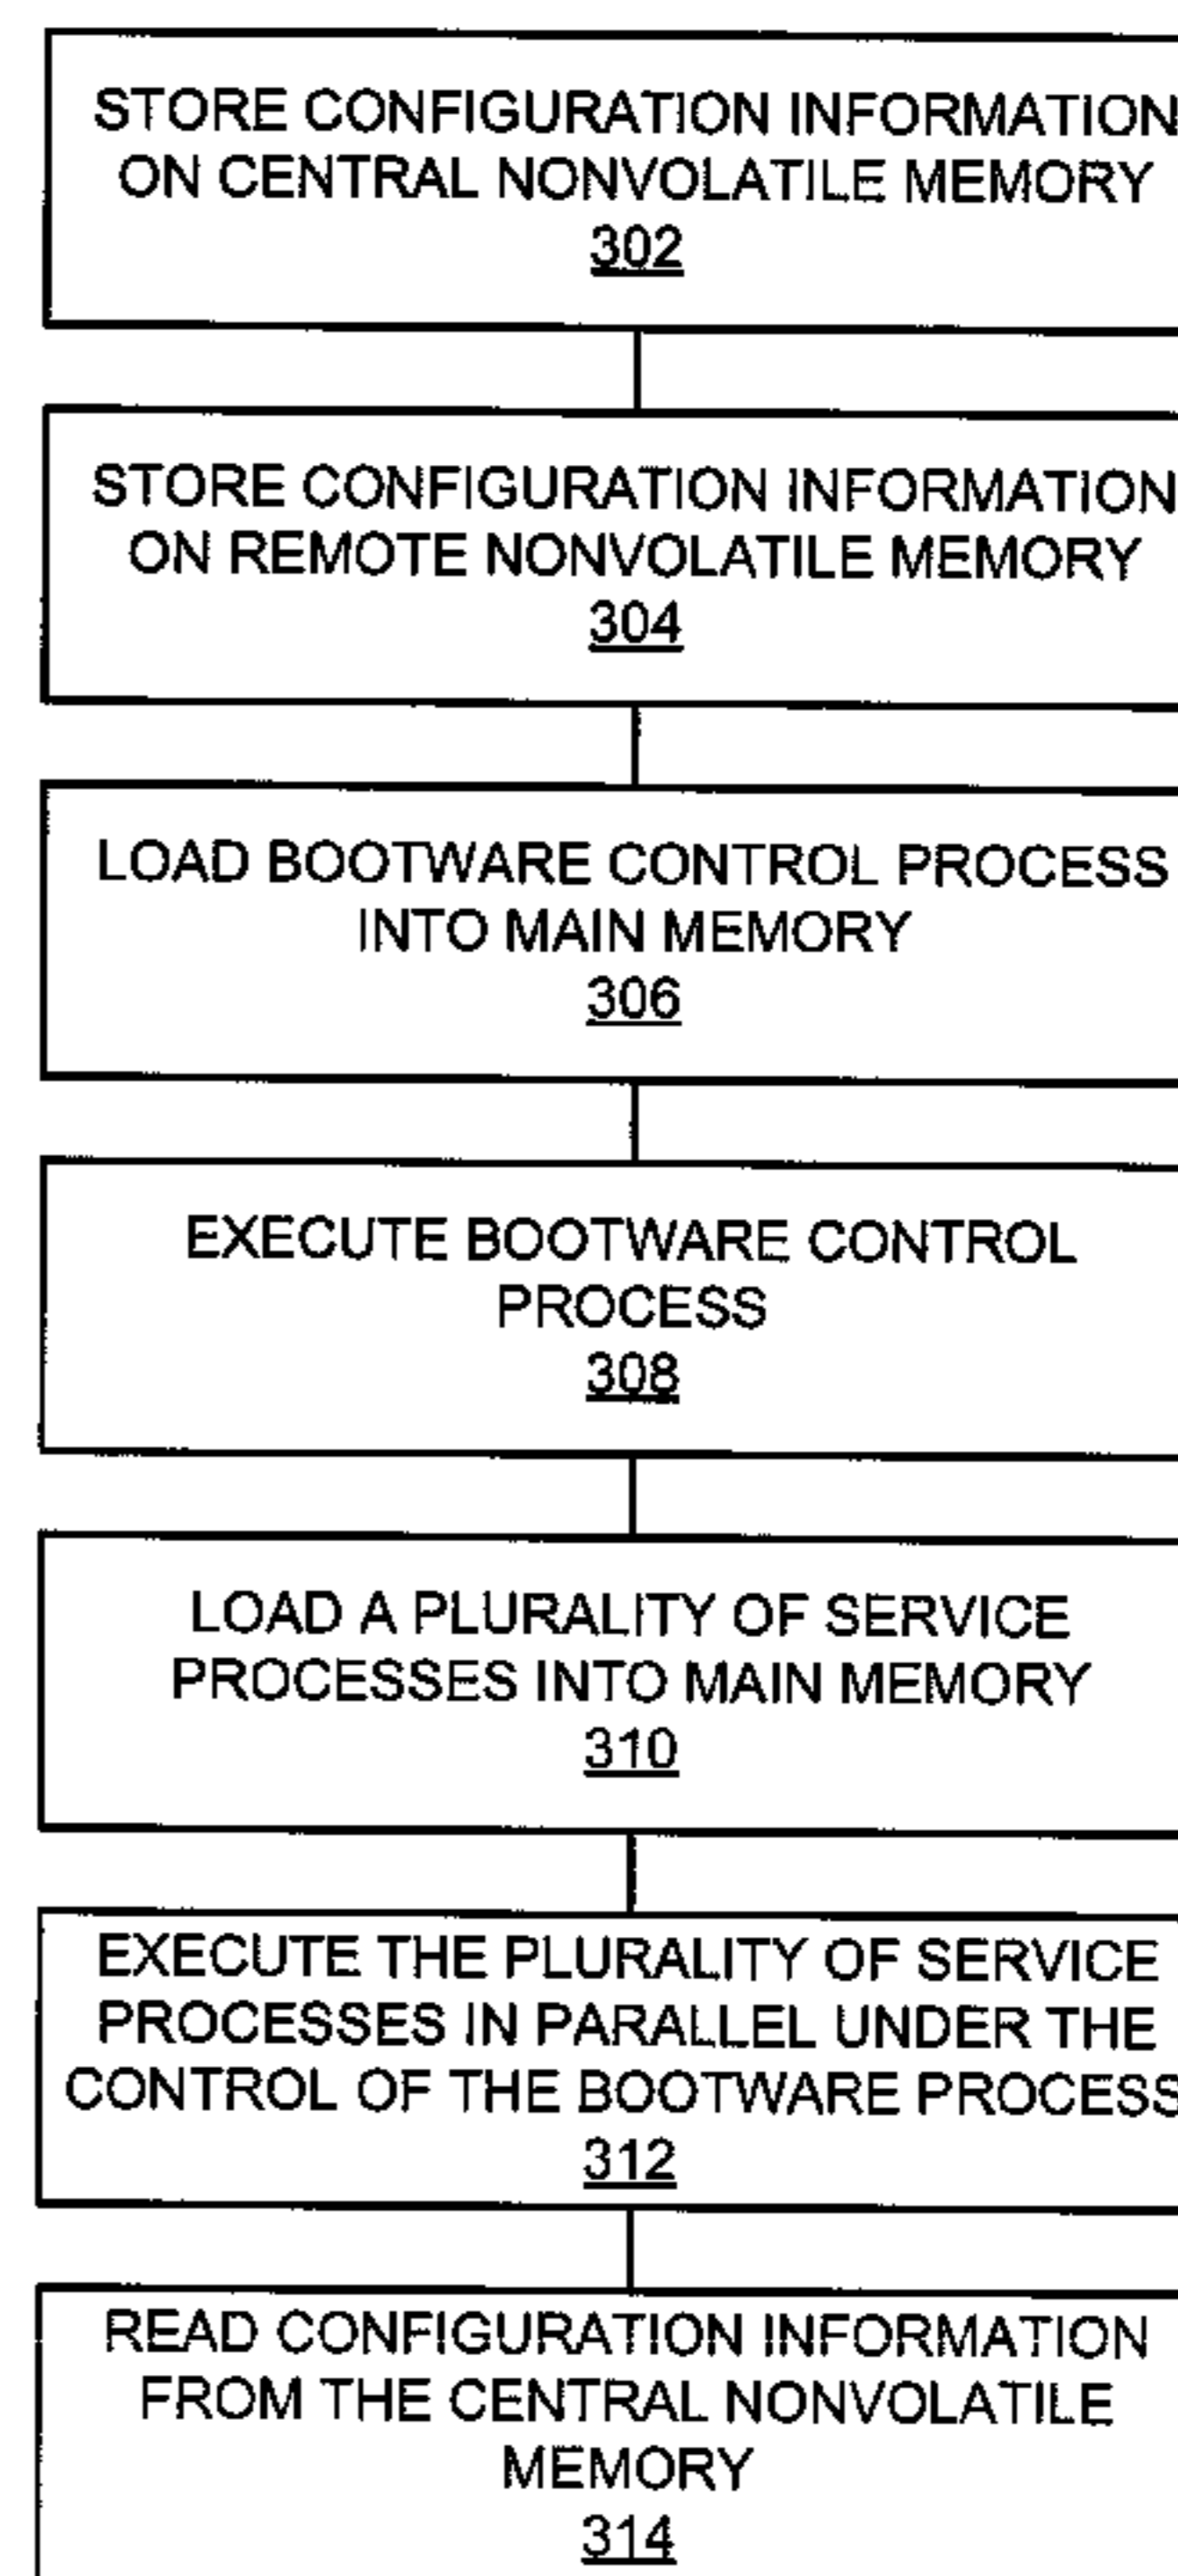 STORE CONFIGURATION INFORMATION
ON CENTRAL NONVOLATILE MEMORY
302
STORE CONFIGURATION INFORMATION
ON REMOTE NONVOLATILE MEMORY
304
LOAD BOOTWARE CONTROL PROCESS
INTO MAIN MEMORY
306
EXECUTE BOOTWARE CONTROL
PROCESS
308
LOAD A PLURALITY OF SERVICE
PROCESSES INTO MAIN MEMORY
310
EXECUTE THE PLURALITY OF SERVICE
PROCESSES IN PARALLEL UNDER THE
CONTROL OF THE BOOTWARE PROCESS
312
READ CONFIGURATION INFORMATION
FROM THE CENTRAL NONVOLATILE
MEMORY
314